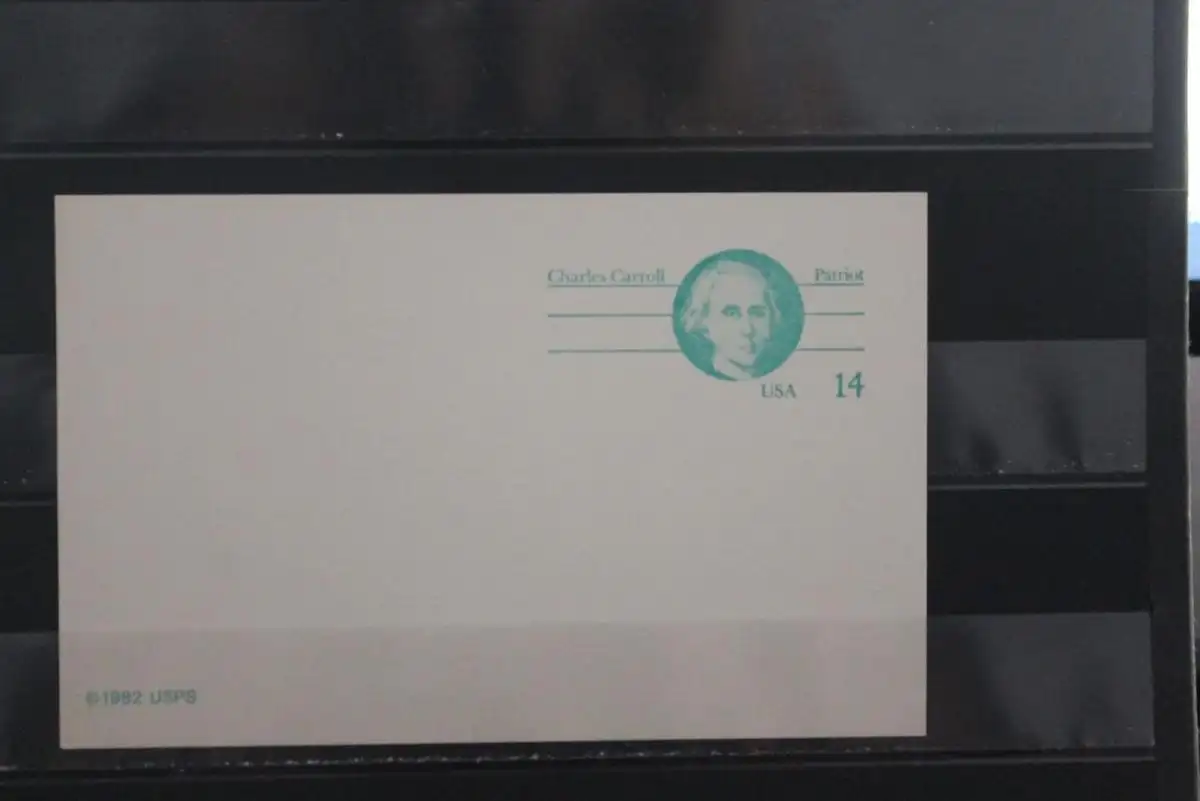 Charles Carroll Patriot
USA 14
©1982 USPS